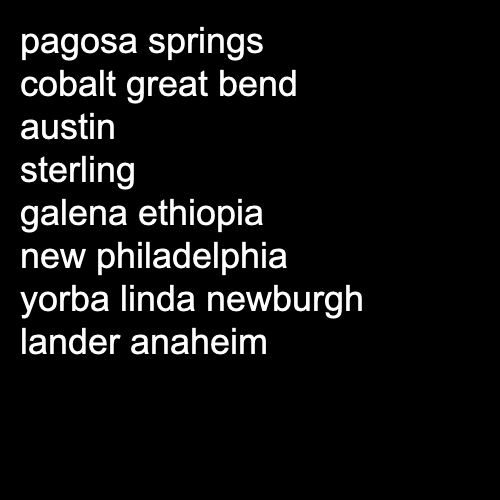 pagosa springs
cobalt great bend
austin
sterling
galena ethiopia
new philadelphia
yorba linda newburgh
lander anaheim